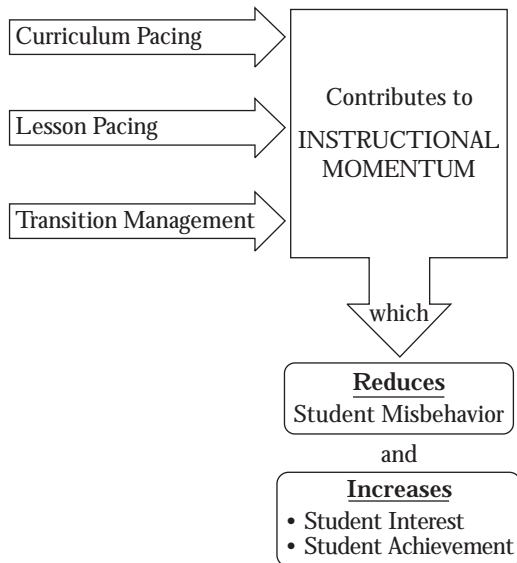 Curriculum Pacing
Lesson Pacing
Transition Management
Contributes to
INSTRUCTIONAL
MOMENTUM
which
Reduces
Student Misbehavior
and
Increases
• Student Interest
• Student Achievement